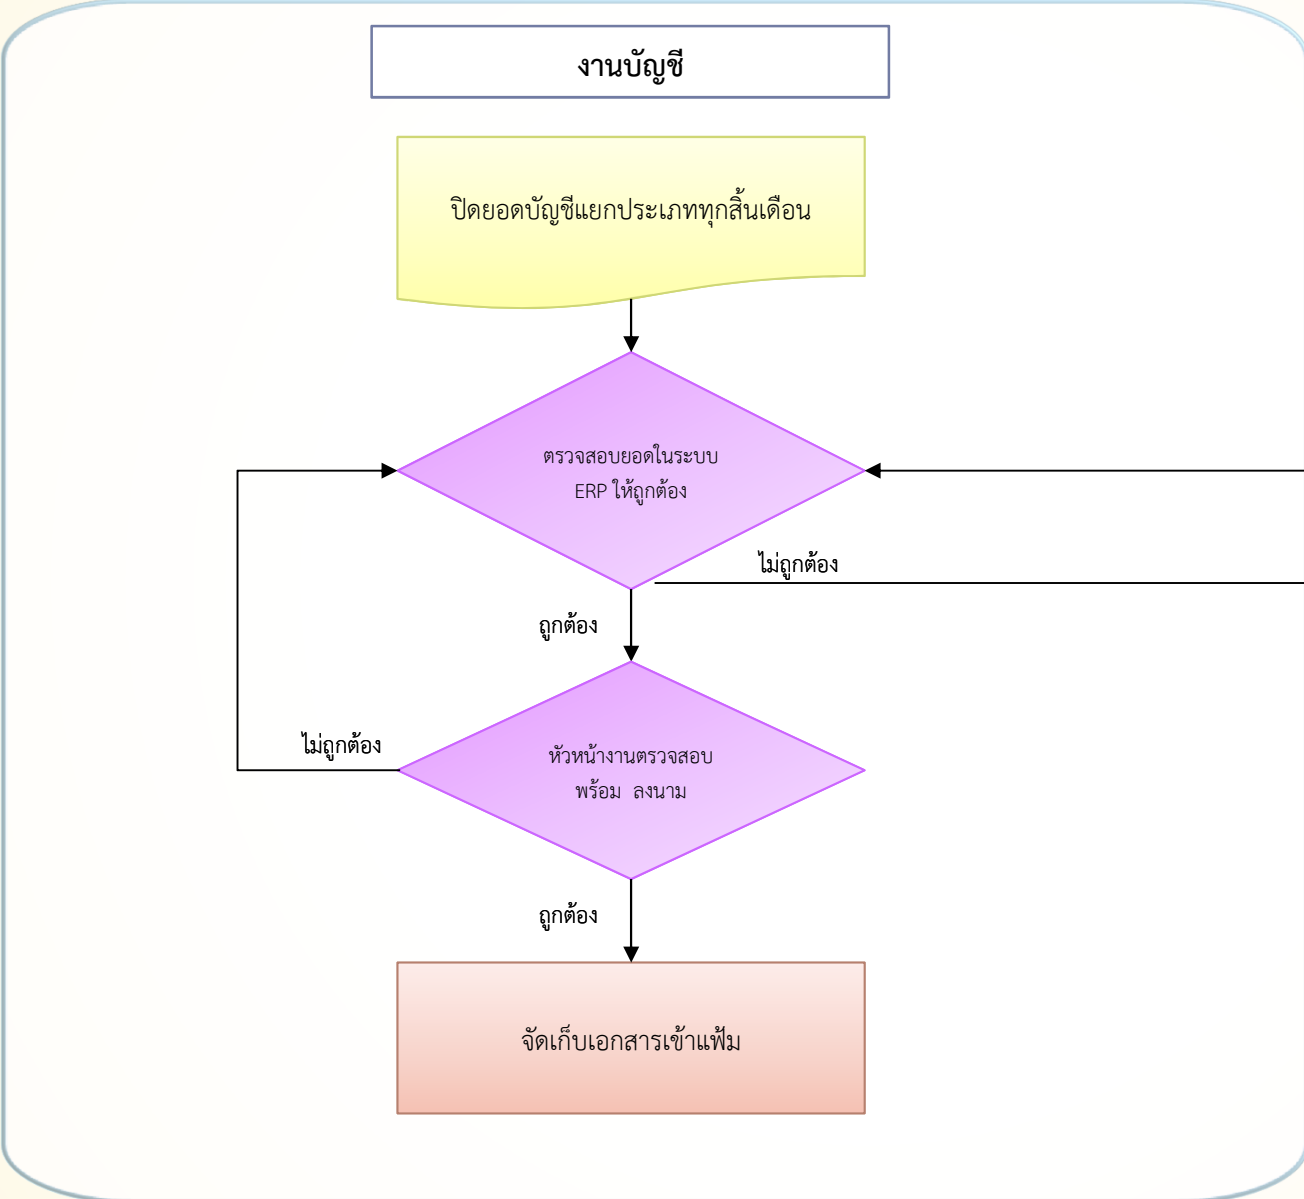 งานบัญชี
ปิดยอดบัญชีแยกประเภททุกสิ้นเดือน
ตรวจสอบยอดในระบบ
ERP ให้ถูกต้อง
ไม่ถูกต้อง
ถูกต้อง
ไม่ถูกต้อง
หัวหน้างานตรวจสอบ
พร้อม ลงนาม
ถูกต้อง
จัดเก็บเอกสารเข้าแฟ้ม